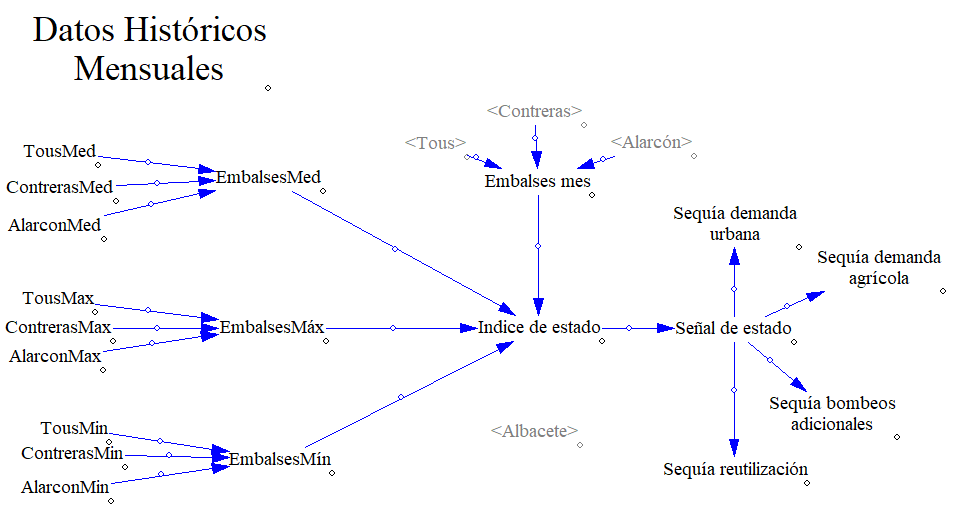 Datos Históricos
Mensuales
<Contreras>
<Tous>
<Alarcón>
TousMed
ContrerasMed
AlarconMed
EmbalsesMed
Embalses mes
Sequía demanda
urbana
Sequía demanda
agrícola
TousMax
ContrerasMax
AlarconMax
EmbalsesMáx
Indice de estado
Señal de estado
Sequía bombeos
adicionales
TousMin
ContrerasMin
AlarconMin
EmbalsesMín
<Albacete>
Sequía reutilización